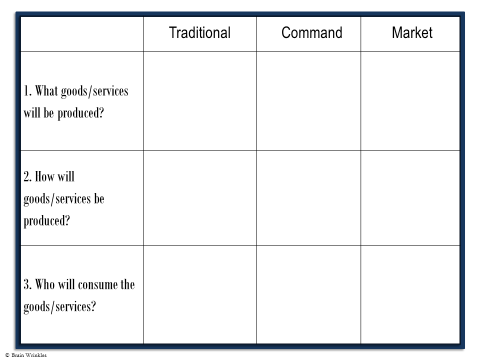 Traditional Command Market
1. What goods/services
will be produced?
2. How will
goods/services be
produced?
3. Who will consume the
goods/services?
© Brain Wrinkles